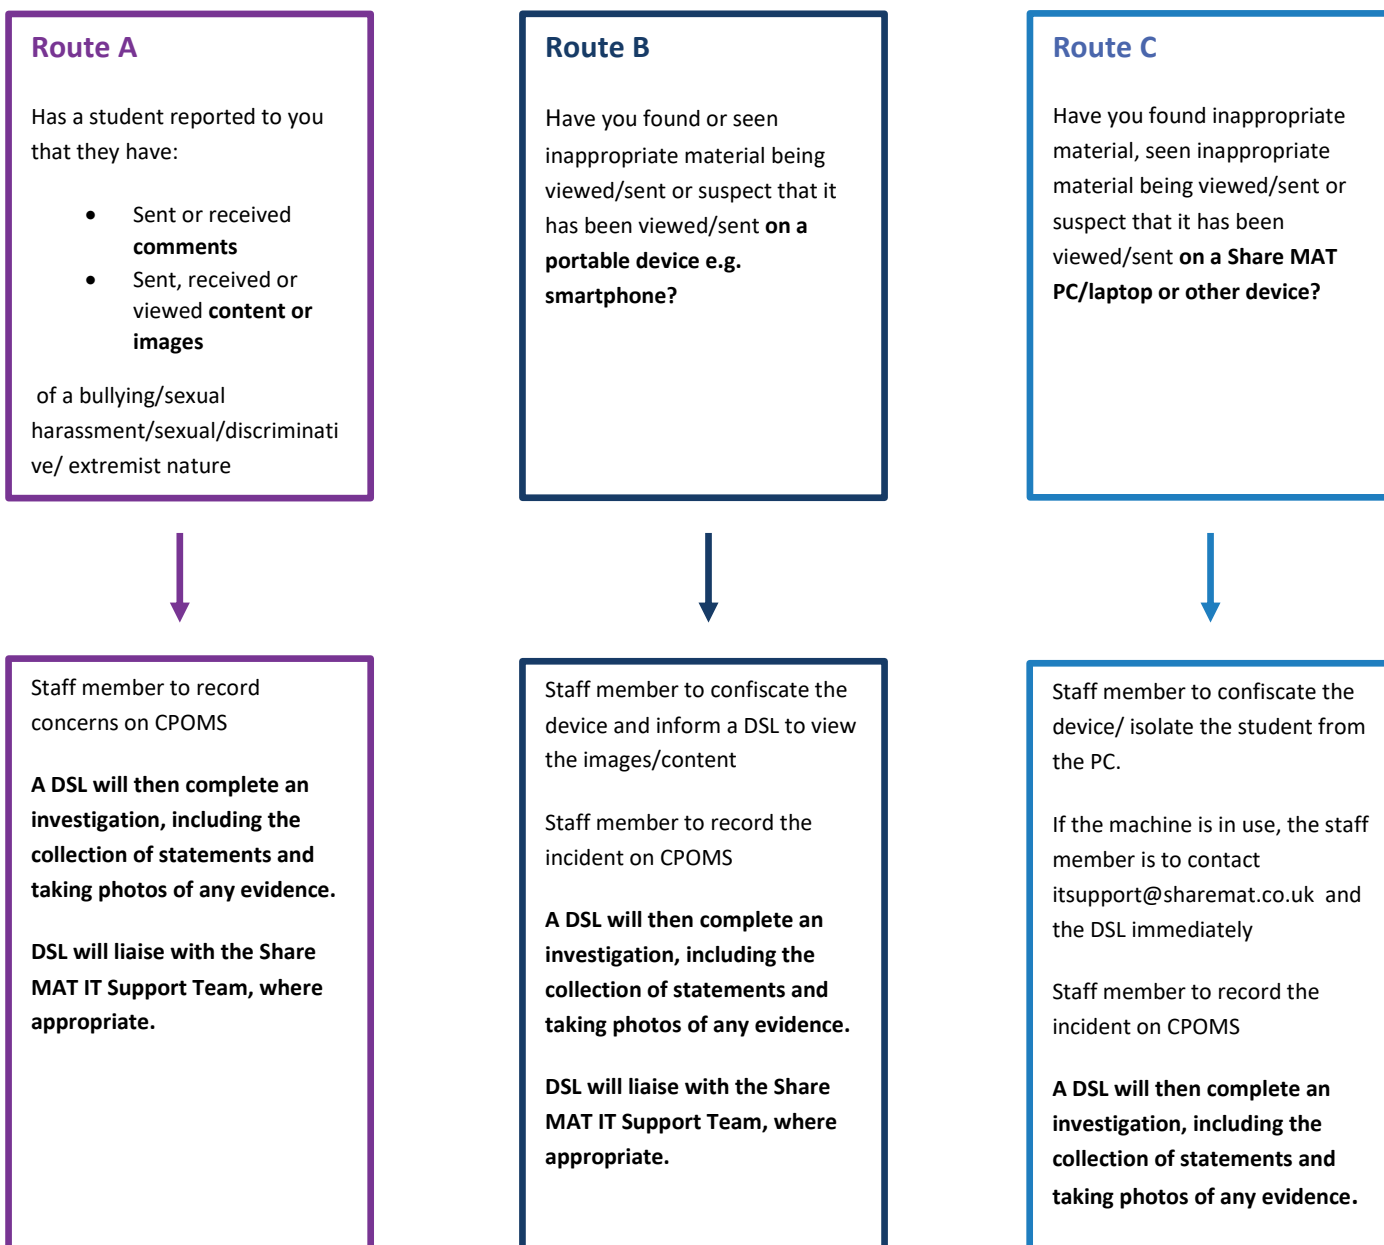 Route A
Has a student reported to you
that they have:
• Sent or received
comments
• Sent, received or
viewed content or
images
of a bullying/sexual
harassment/sexual/discriminati
ve/ extremist nature
Route B
Have you found or seen
inappropriate material being
viewed/sent or suspect that it
has been viewed/sent on a
portable device e.g.
smartphone?
Route C
Have you found inappropriate
material, seen inappropriate
material being viewed/sent or
suspect that it has been
viewed/sent on a Share MAT
PC/laptop or other device?
Staff member to record
concerns on CPOMS
A DSL will then complete an
investigation, including the
collection of statements and
taking photos of any evidence.
DSL will liaise with the Share
MAT IT Support Team, where
appropriate.
Staff member to confiscate the
device and inform a DSL to view
the images/content
Staff member to record the
incident on CPOMS
A DSL will then complete an
investigation, including the
collection of statements and
taking photos of any evidence.
DSL will liaise with the Share
MAT IT Support Team, where
appropriate.
Staff member to confiscate the
device/ isolate the student from
the PC.
If the machine is in use, the staff
member is to contact
itsupport@sharemat.co.uk and
the DSL immediately
Staff member to record the
incident on CPOMS
A DSL will then complete an
investigation, including the
collection of statements and
taking photos of any evidence.